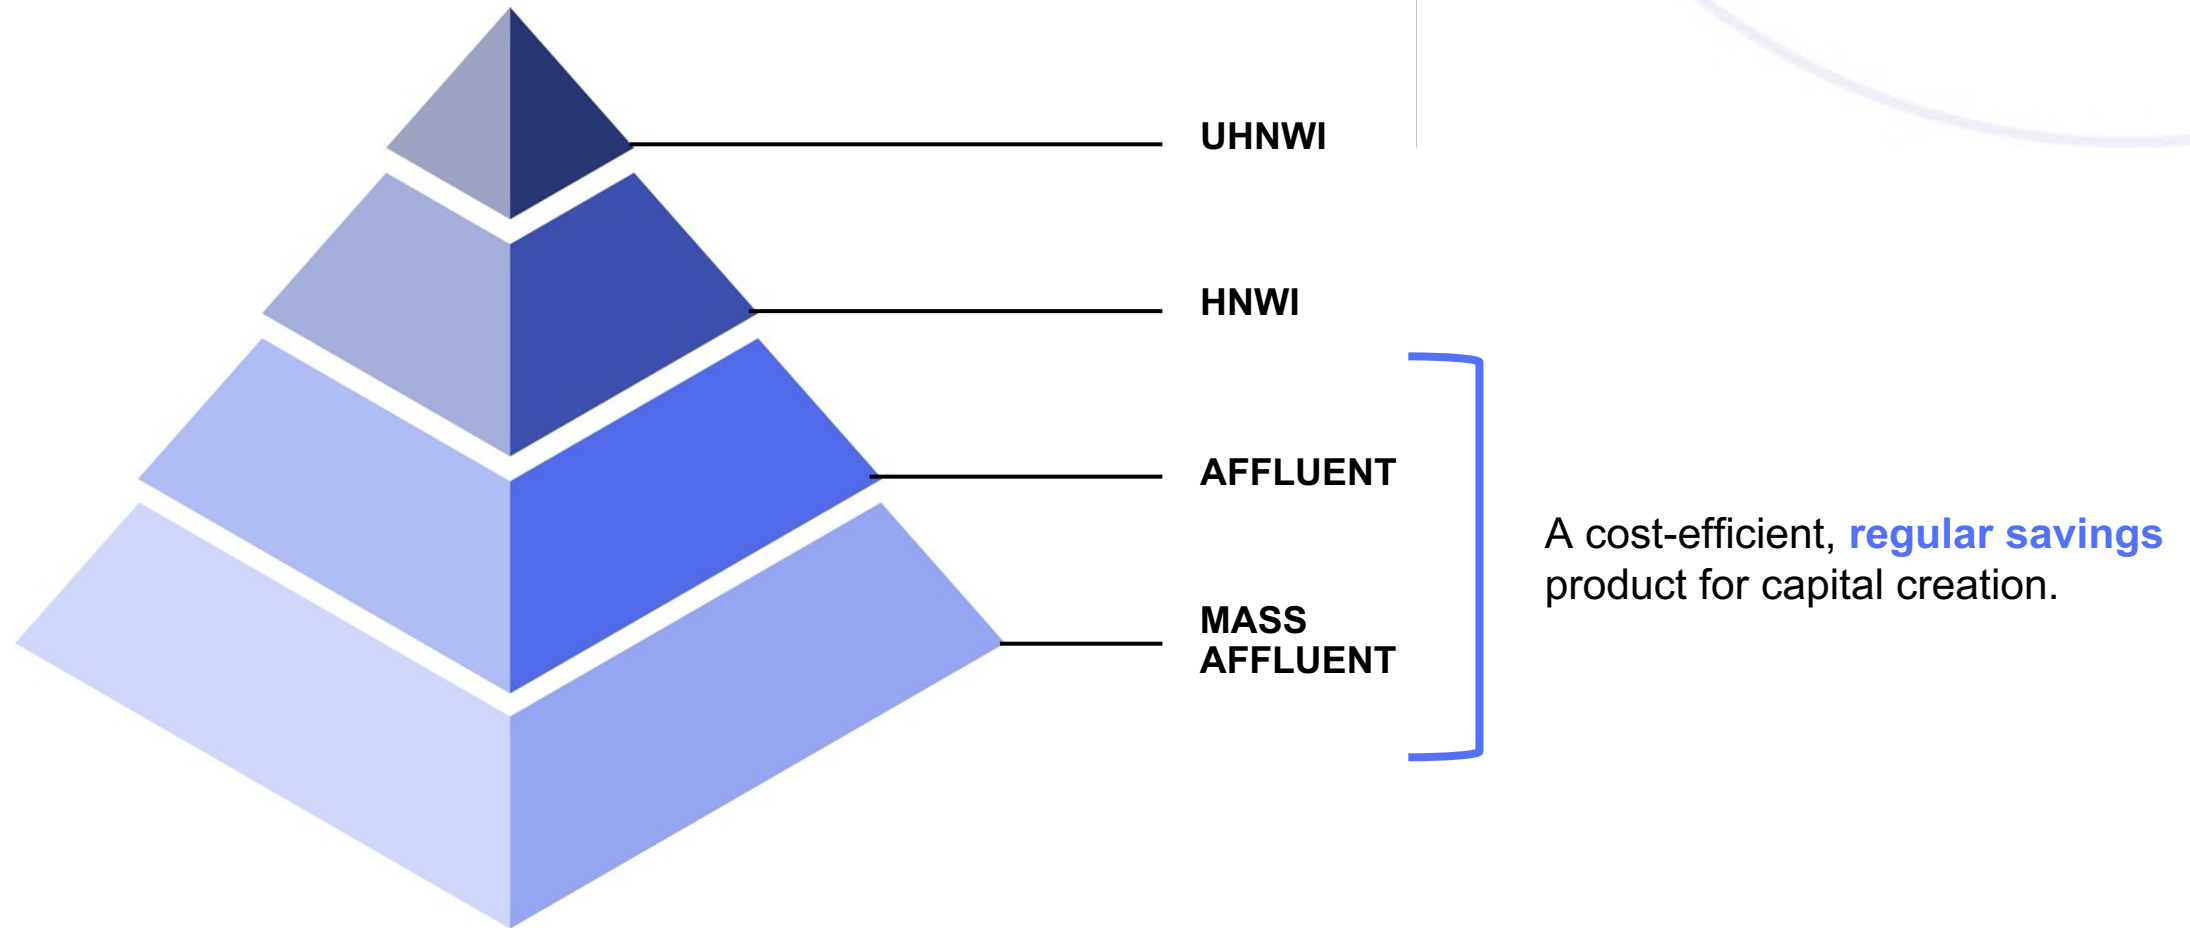 UHNWI
HNWI
AFFLUENT
MASS
AFFLUENT
A cost-efficient, regular savings
product for capital creation.